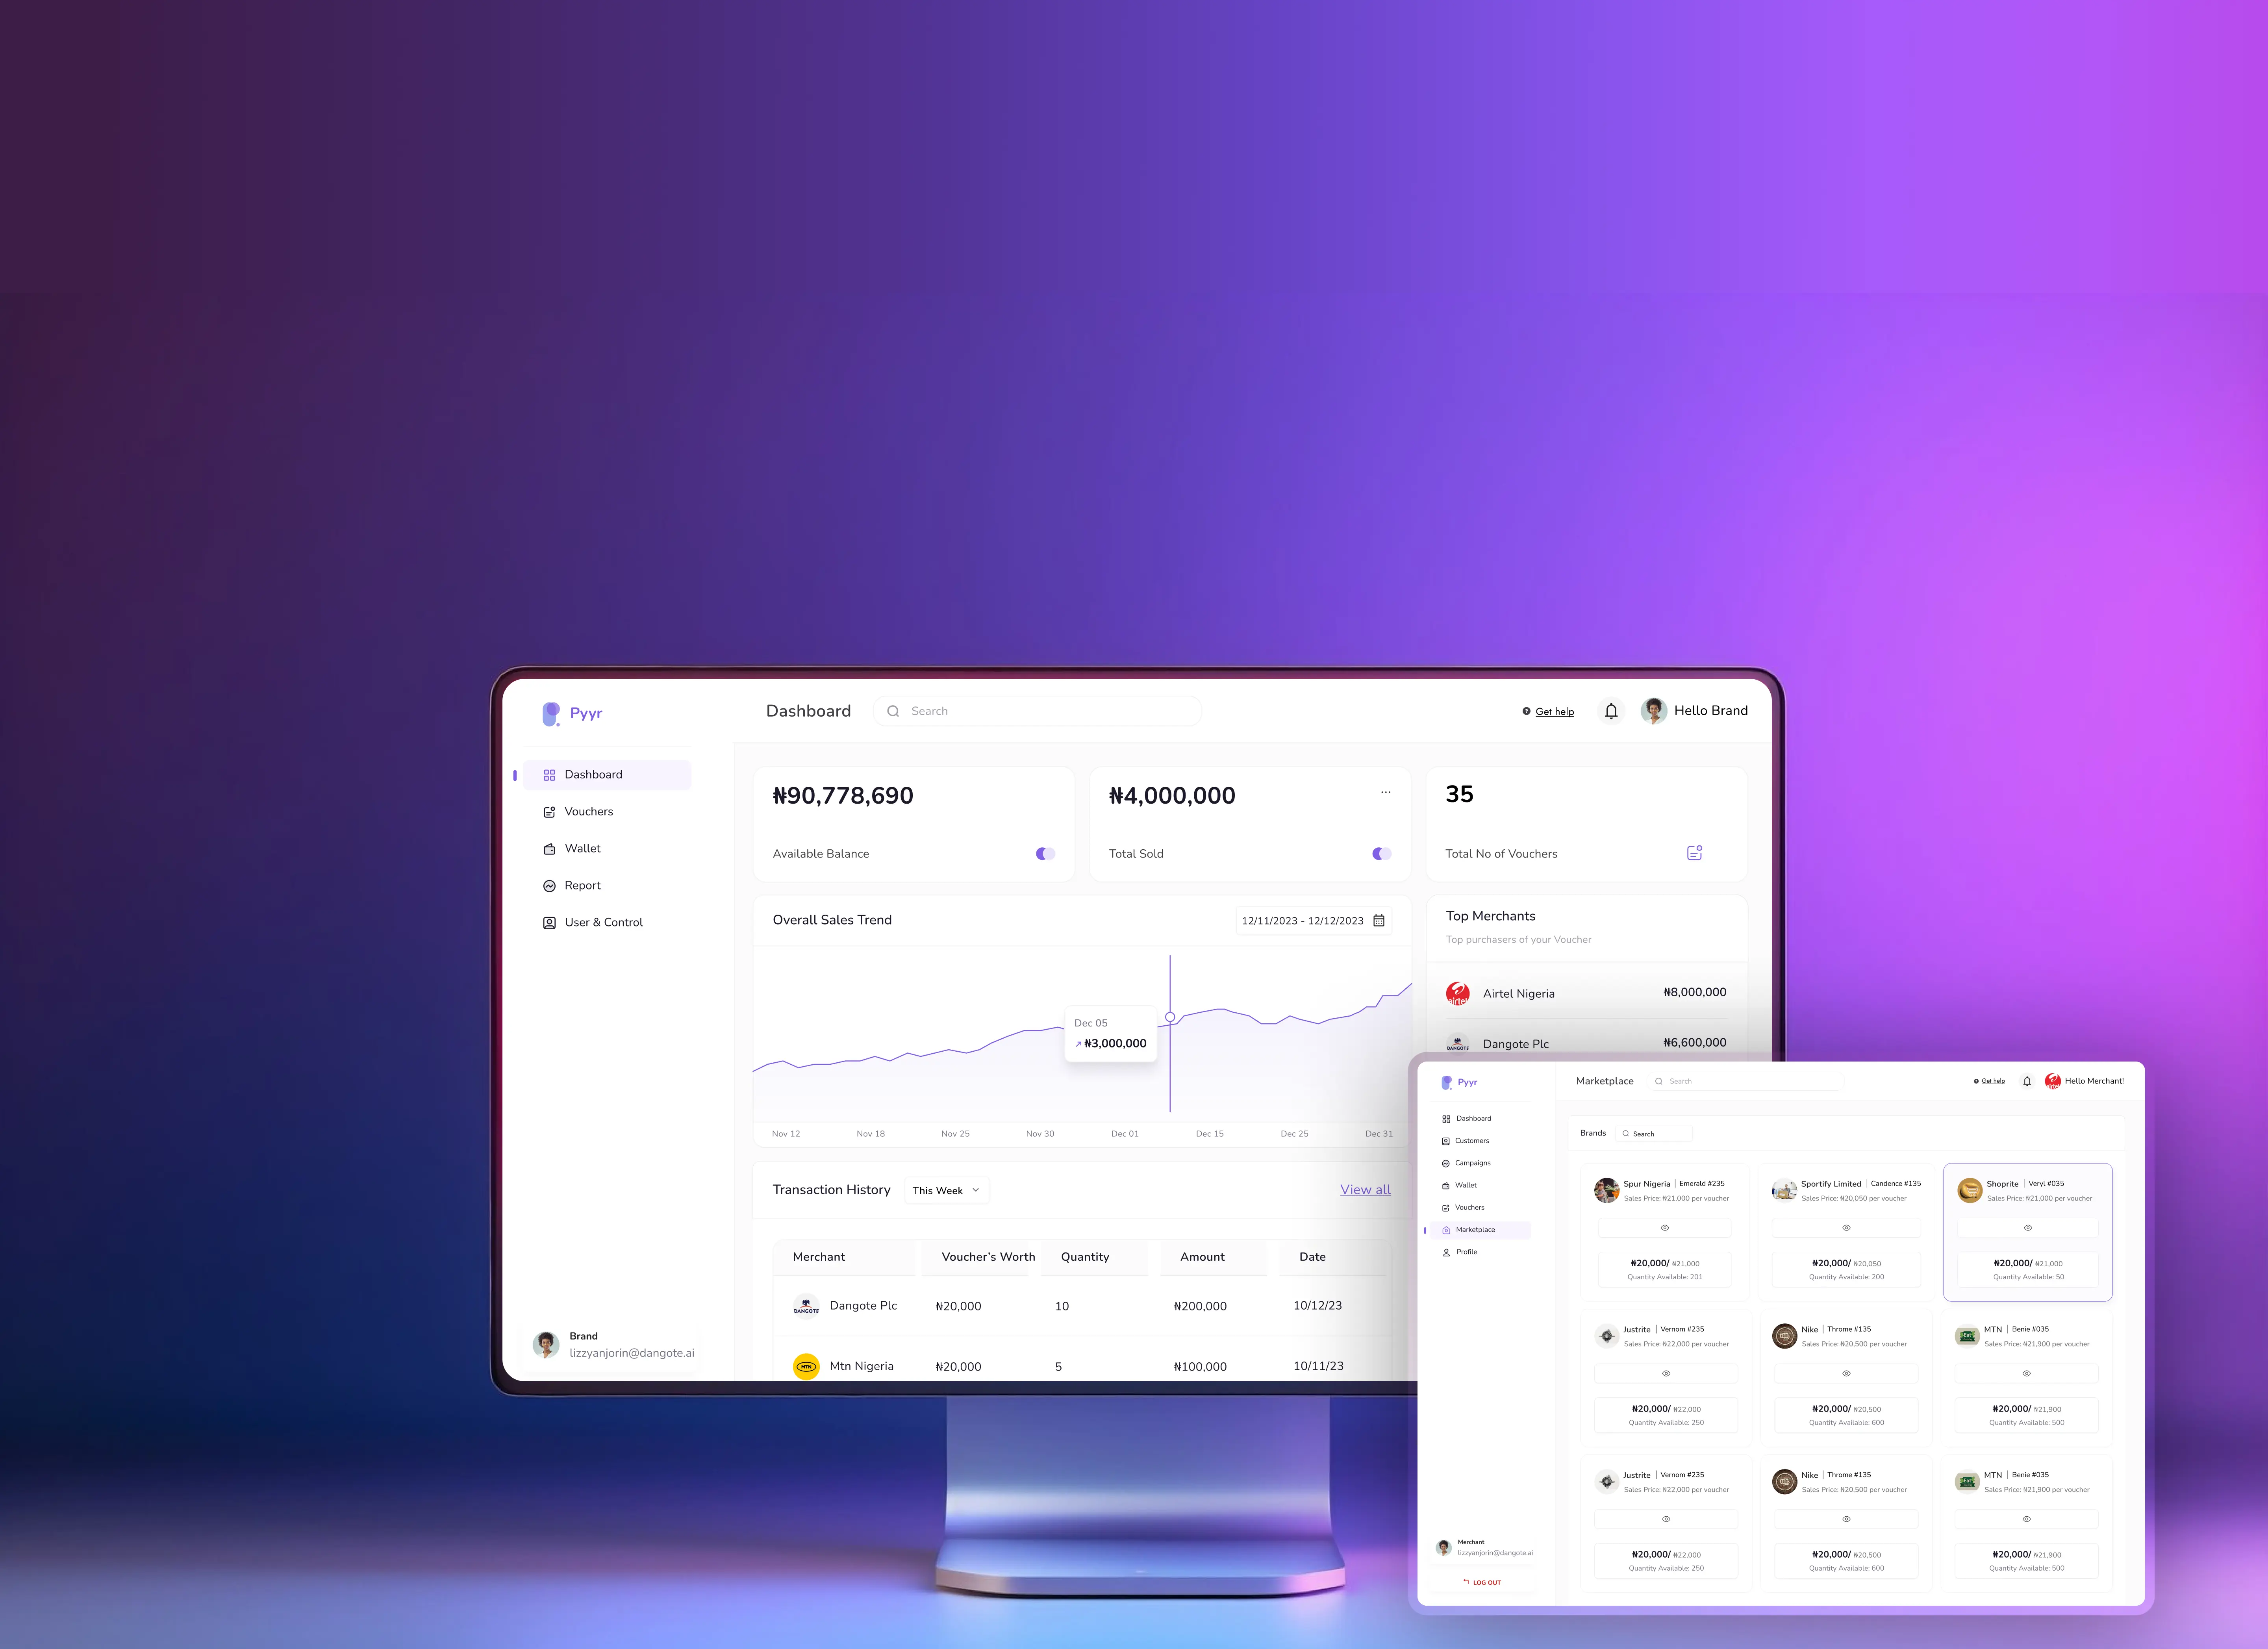 Pyyr
Dashboard
Search
Get help
Hello Brand
Dashboard
Vouchers
Wallet
Report
User & Control
Brand
lizzyanjorin@dangote.ai
₦90,778,690
Available Balance
₦4,000,000
Total Sold
35
Total No of Vouchers
Overall Sales Trend
12/11/2023 - 12/12/2023
Dec 05
₦3,000,000
Nov 12 Nov 18 Nov 25 Nov 30 Dec 01 Dec 15 Dec 25 Dec 31
Top Merchants
Top purchasers of your Voucher
airtel
Airtel Nigeria ₦8,000,000
DANGOTE
Dangote Plc ₦6,600,000
Transaction History
This Week
View all
Merchant Voucher's Worth Quantity Amount Date
DANGOTE
Dangote Plc ₦20,000 10 ₦200,000 10/12/23
MTN
Mtn Nigeria ₦20,000 5 ₦100,000 10/11/23
Pyyr
Marketplace
Search
Get help
Hello Merchant!
Dashboard
Customers
Campaigns
Wallet
Vouchers
Marketplace
Profile
Merchant
lizzyanjorin@dangote.ai
LOG OUT
Brands
Search
Spur Nigeria | Emerald #235
Sales Price: ₦21,000 per voucher
₦20,000/ ₦21,000
Quantity Available: 201
Sportify Limited | Candence #135
Sales Price: ₦20,050 per voucher
₦20,000/ ₦20,050
Quantity Available: 200
Shoprite | Veryl #035
Sales Price: ₦21,000 per voucher
₦20,000/ ₦21,000
Quantity Available: 50
Justrite | Vernom #235
Sales Price: ₦22,000 per voucher
₦20,000/ ₦22,000
Quantity Available: 250
Nike | Throme #135
Sales Price: ₦20,500 per voucher
₦20,000/ ₦20,500
Quantity Available: 600
MTN | Benie #035
Sales Price: ₦21,900 per voucher
₦20,000/ ₦21,900
Quantity Available: 500
Justrite | Vernom #235
Sales Price: ₦22,000 per voucher
₦20,000/ ₦22,000
Quantity Available: 250
Nike | Throme #135
Sales Price: ₦20,500 per voucher
₦20,000/ ₦20,500
Quantity Available: 600
MTN | Benie #035
Sales Price: ₦21,900 per voucher
₦20,000/ ₦21,900
Quantity Available: 500